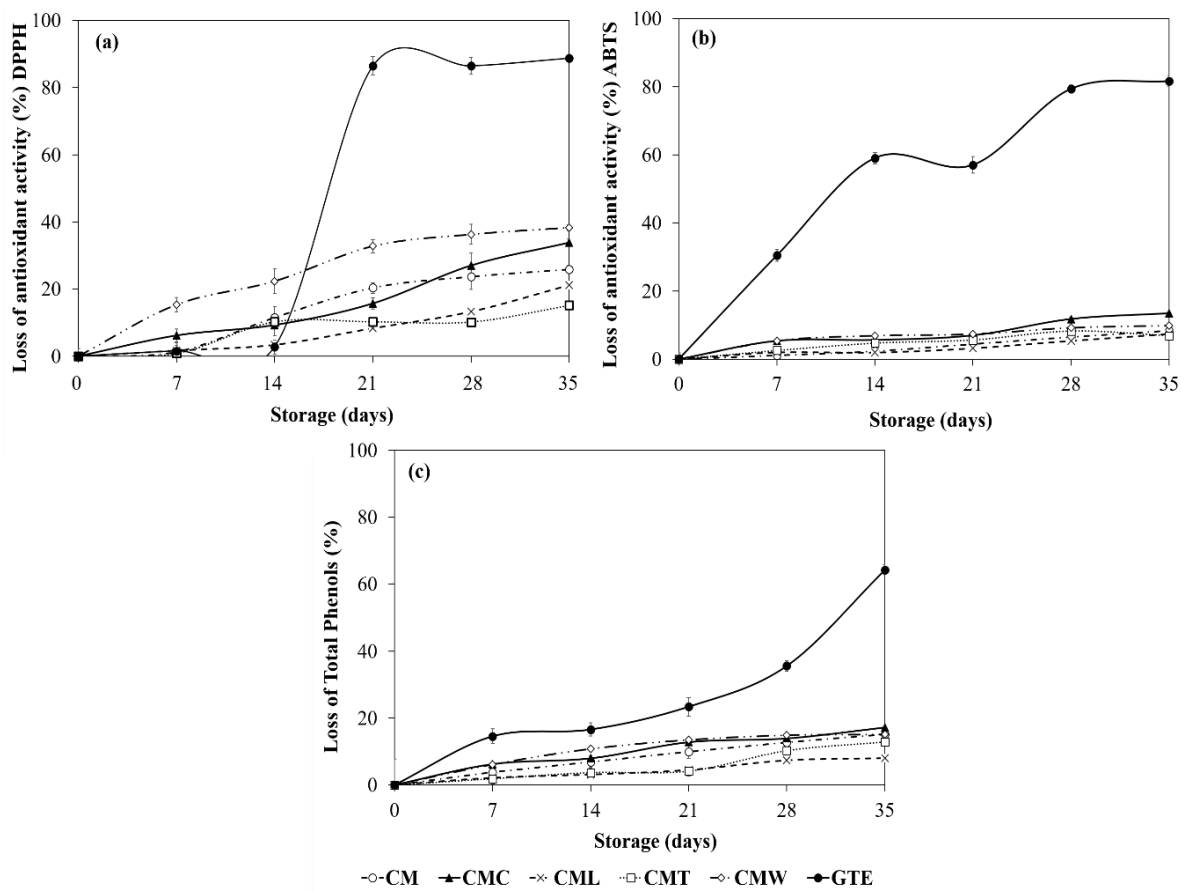 (a)
Loss of antioxidant activity (%) DPPH
100
80
60
40
20
0
0 7 14 21 28 35
Storage (days)
(b)
Loss of antioxidant activity (%) ABTS
100
80
60
40
20
0
0 7 14 21 28 35
Storage (days)
(c)
Loss of Total Phenols (%)
100
80
60
40
20
0
0 7 14 21 28 35
Storage (days)
CM CMC CML CMT CMW GTE